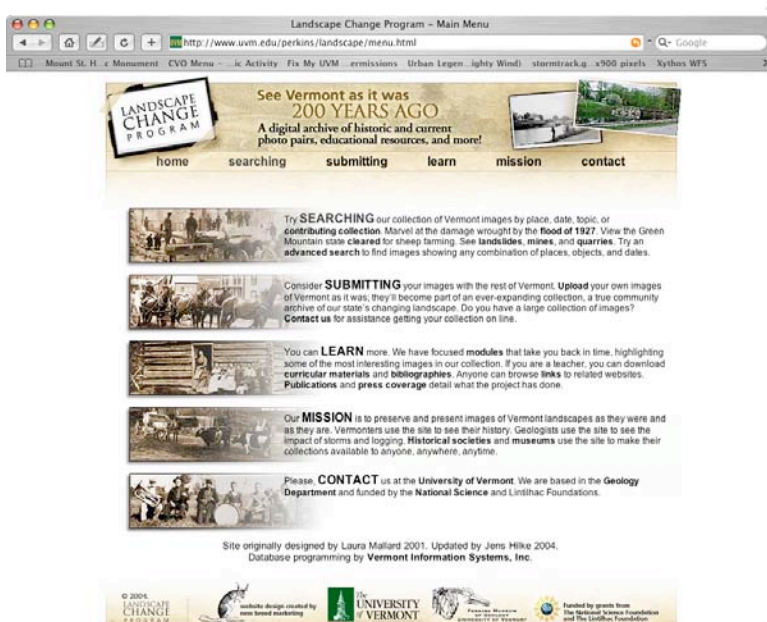 Landscape Change Program – Main Menu
http://www.uvm.edu/perkins/landscape/menu.html
Google
Mount St. H...c Monument CVO Menu - ...ic Activity Fix My UVM ...ermissions Urban Legen...ighty Wind) stormtrack.g...x900 pixels Xythos WFS
LANDSCAPE
CHANGE
PROGRAM
See Vermont as it was
200 YEARS AGO
A digital archive of historic and current
photo pairs, educational resources, and more!
home searching submitting learn mission contact
Try SEARCHING our collection of Vermont images by place, date, topic, or
contributing collection. Marvel at the damage wrought by the flood of 1927. View the Green
Mountain state cleared for sheep farming. See landslides, mines, and quarries. Try an
advanced search to find images showing any combination of places, objects, and dates.
Consider SUBMITTING your images with the rest of Vermont. Upload your own images
of Vermont as it was; they'll become part of an ever-expanding collection, a true community
archive of our state's changing landscape. Do you have a large collection of images?
Contact us for assistance getting your collection on line.
You can LEARN more. We have focused modules that take you back in time, highlighting
some of the most interesting images in our collection. If you are a teacher, you can download
curricular materials and bibliographies. Anyone can browse links to related websites.
Publications and press coverage detail what the project has done.
Our MISSION is to preserve and present images of Vermont landscapes as they were and
as they are. Vermonters use the site to see their history. Geologists use the site to see the
impact of storms and logging. Historical societies and museums use the site to make their
collections available to anyone, anywhere, anytime.
Please, CONTACT us at the University of Vermont. We are based in the Geology
Department and funded by the National Science and Lintilhac Foundations.
Site originally designed by Laura Mallard 2001. Updated by Jens Hilke 2004.
Database programming by Vermont Information Systems, Inc.
© 2004,
LANDSCAPE
CHANGE
PROGRAM
website design created by
new breed marketing
The
UNIVERSITY
of VERMONT
PERKINS MUSEUM
OF GEOLOGY
UNIVERSITY OF VERMONT
Funded by grants from
The National Science Foundation
and The Lintilhac Foundation